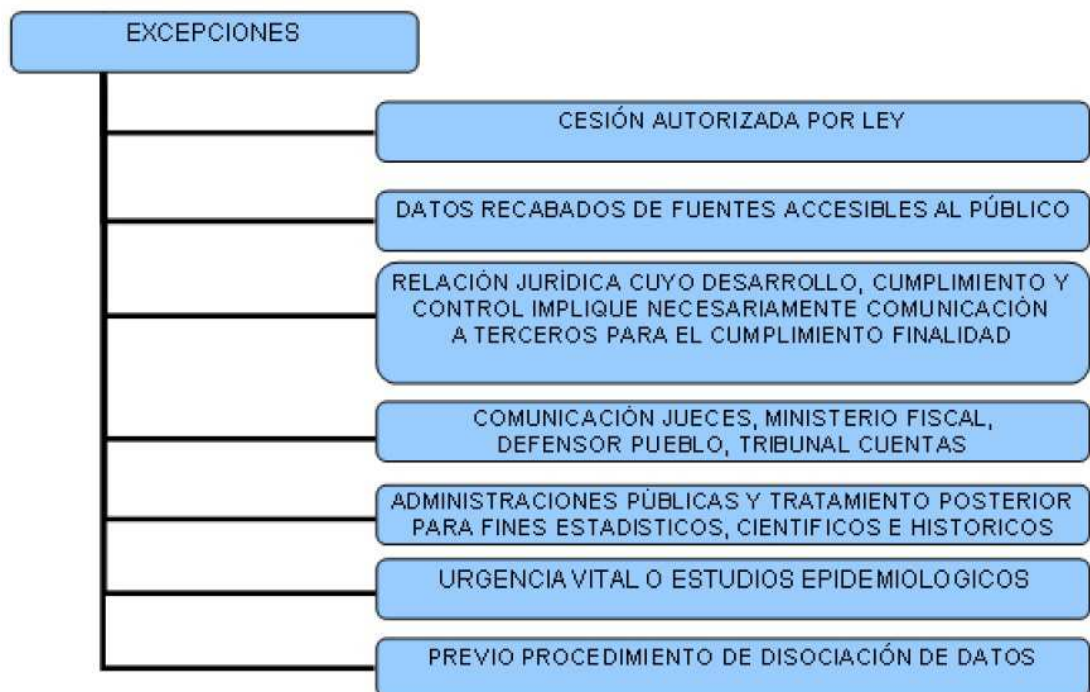 EXCEPCIONES
CESIÓN AUTORIZADA POR LEY
DATOS RECABADOS DE FUENTES ACCESIBLES AL PÚBLICO
RELACIÓN JURÍDICA CUYO DESARROLLO, CUMPLIMIENTO Y
CONTROL IMPLIQUE NECESARIAMENTE COMUNICACIÓN
A TERCEROS PARA EL CUMPLIMIENTO FINALIDAD
COMUNICACIÓN JUECES, MINISTERIO FISCAL,
DEFENSOR PUEBLO, TRIBUNAL CUENTAS
ADMINISTRACIONES PÚBLICAS Y TRATAMIENTO POSTERIOR
PARA FINES ESTADÍSTICOS, CIENTÍFICOS E HISTORICOS
URGENCIA VITAL O ESTUDIOS EPIDEMIOLOGICOS
PREVIO PROCEDIMIENTO DE DISOCIACIÓN DE DATOS